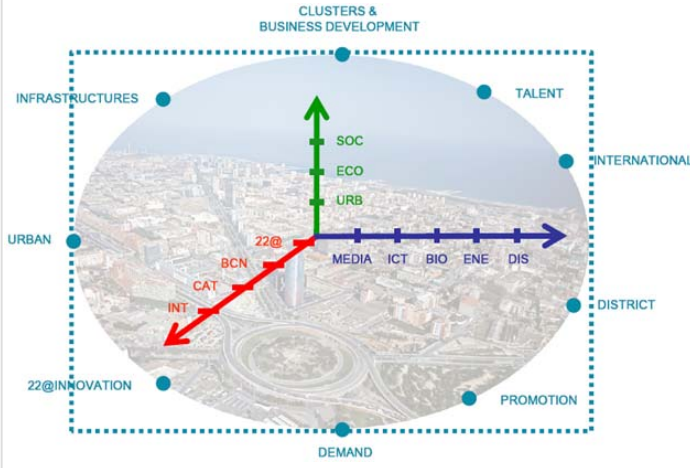 CLUSTERS &
BUSINESS DEVELOPMENT
INFRASTRUCTURES
TALENT
SOC
INTERNATIONAL
ECO
URB
URBAN
22@
MEDIA ICT BIO ENE DIS
BCN
CAT
INT
DISTRICT
22@INNOVATION
PROMOTION
DEMAND